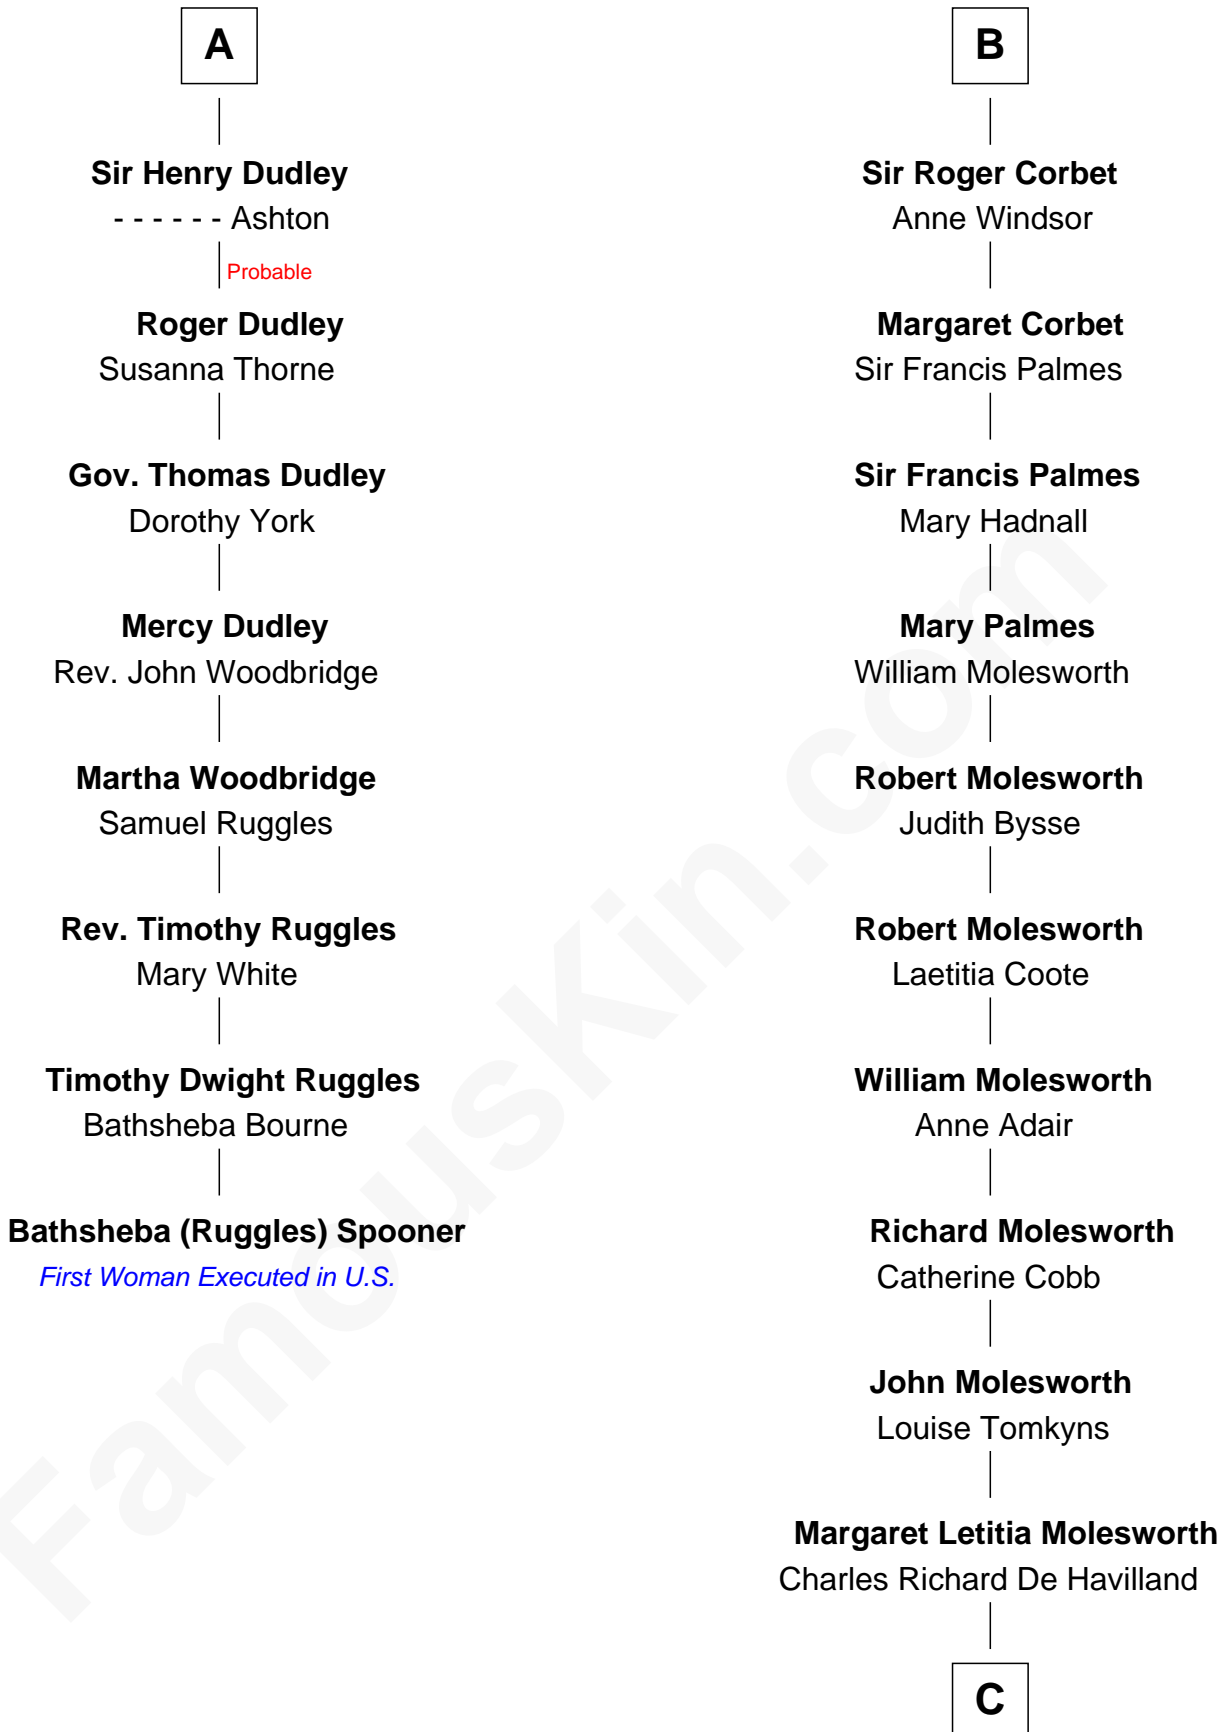 A
Sir Henry Dudley
- - - - - - Ashton
Probable
Roger Dudley
Susanna Thorne
Gov. Thomas Dudley
Dorothy York
Mercy Dudley
Rev. John Woodbridge
Martha Woodbridge
Samuel Ruggles
Rev. Timothy Ruggles
Mary White
Timothy Dwight Ruggles
Bathsheba Bourne
Bathsheba (Ruggles) Spooner
First Woman Executed in U.S.
B
Sir Roger Corbet
Anne Windsor
Margaret Corbet
Sir Francis Palmes
Sir Francis Palmes
Mary Hadnall
Mary Palmes
William Molesworth
Robert Molesworth
Judith Bysse
Robert Molesworth
Laetitia Coote
William Molesworth
Anne Adair
Richard Molesworth
Catherine Cobb
John Molesworth
Louise Tomkyns
Margaret Letitia Molesworth
Charles Richard De Havilland
C
FamousKin.com